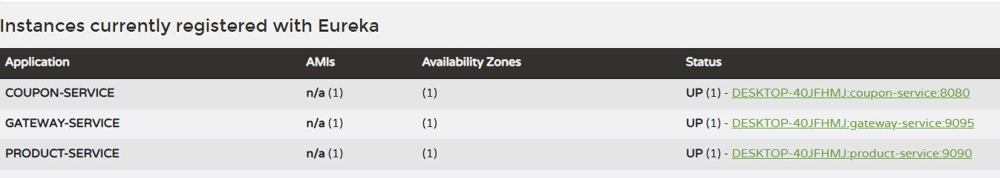 Instances currently registered with Eureka
Application AMIs Availability Zones Status
COUPON-SERVICE n/a (1) (1) UP (1) - DESKTOP-40JFHMJ:coupon-service:8080
GATEWAY-SERVICE n/a (1) (1) UP (1) - DESKTOP-40JFHMJ:gateway-service:9095
PRODUCT-SERVICE n/a (1) (1) UP (1) - DESKTOP-40JFHMJ:product-service:9090